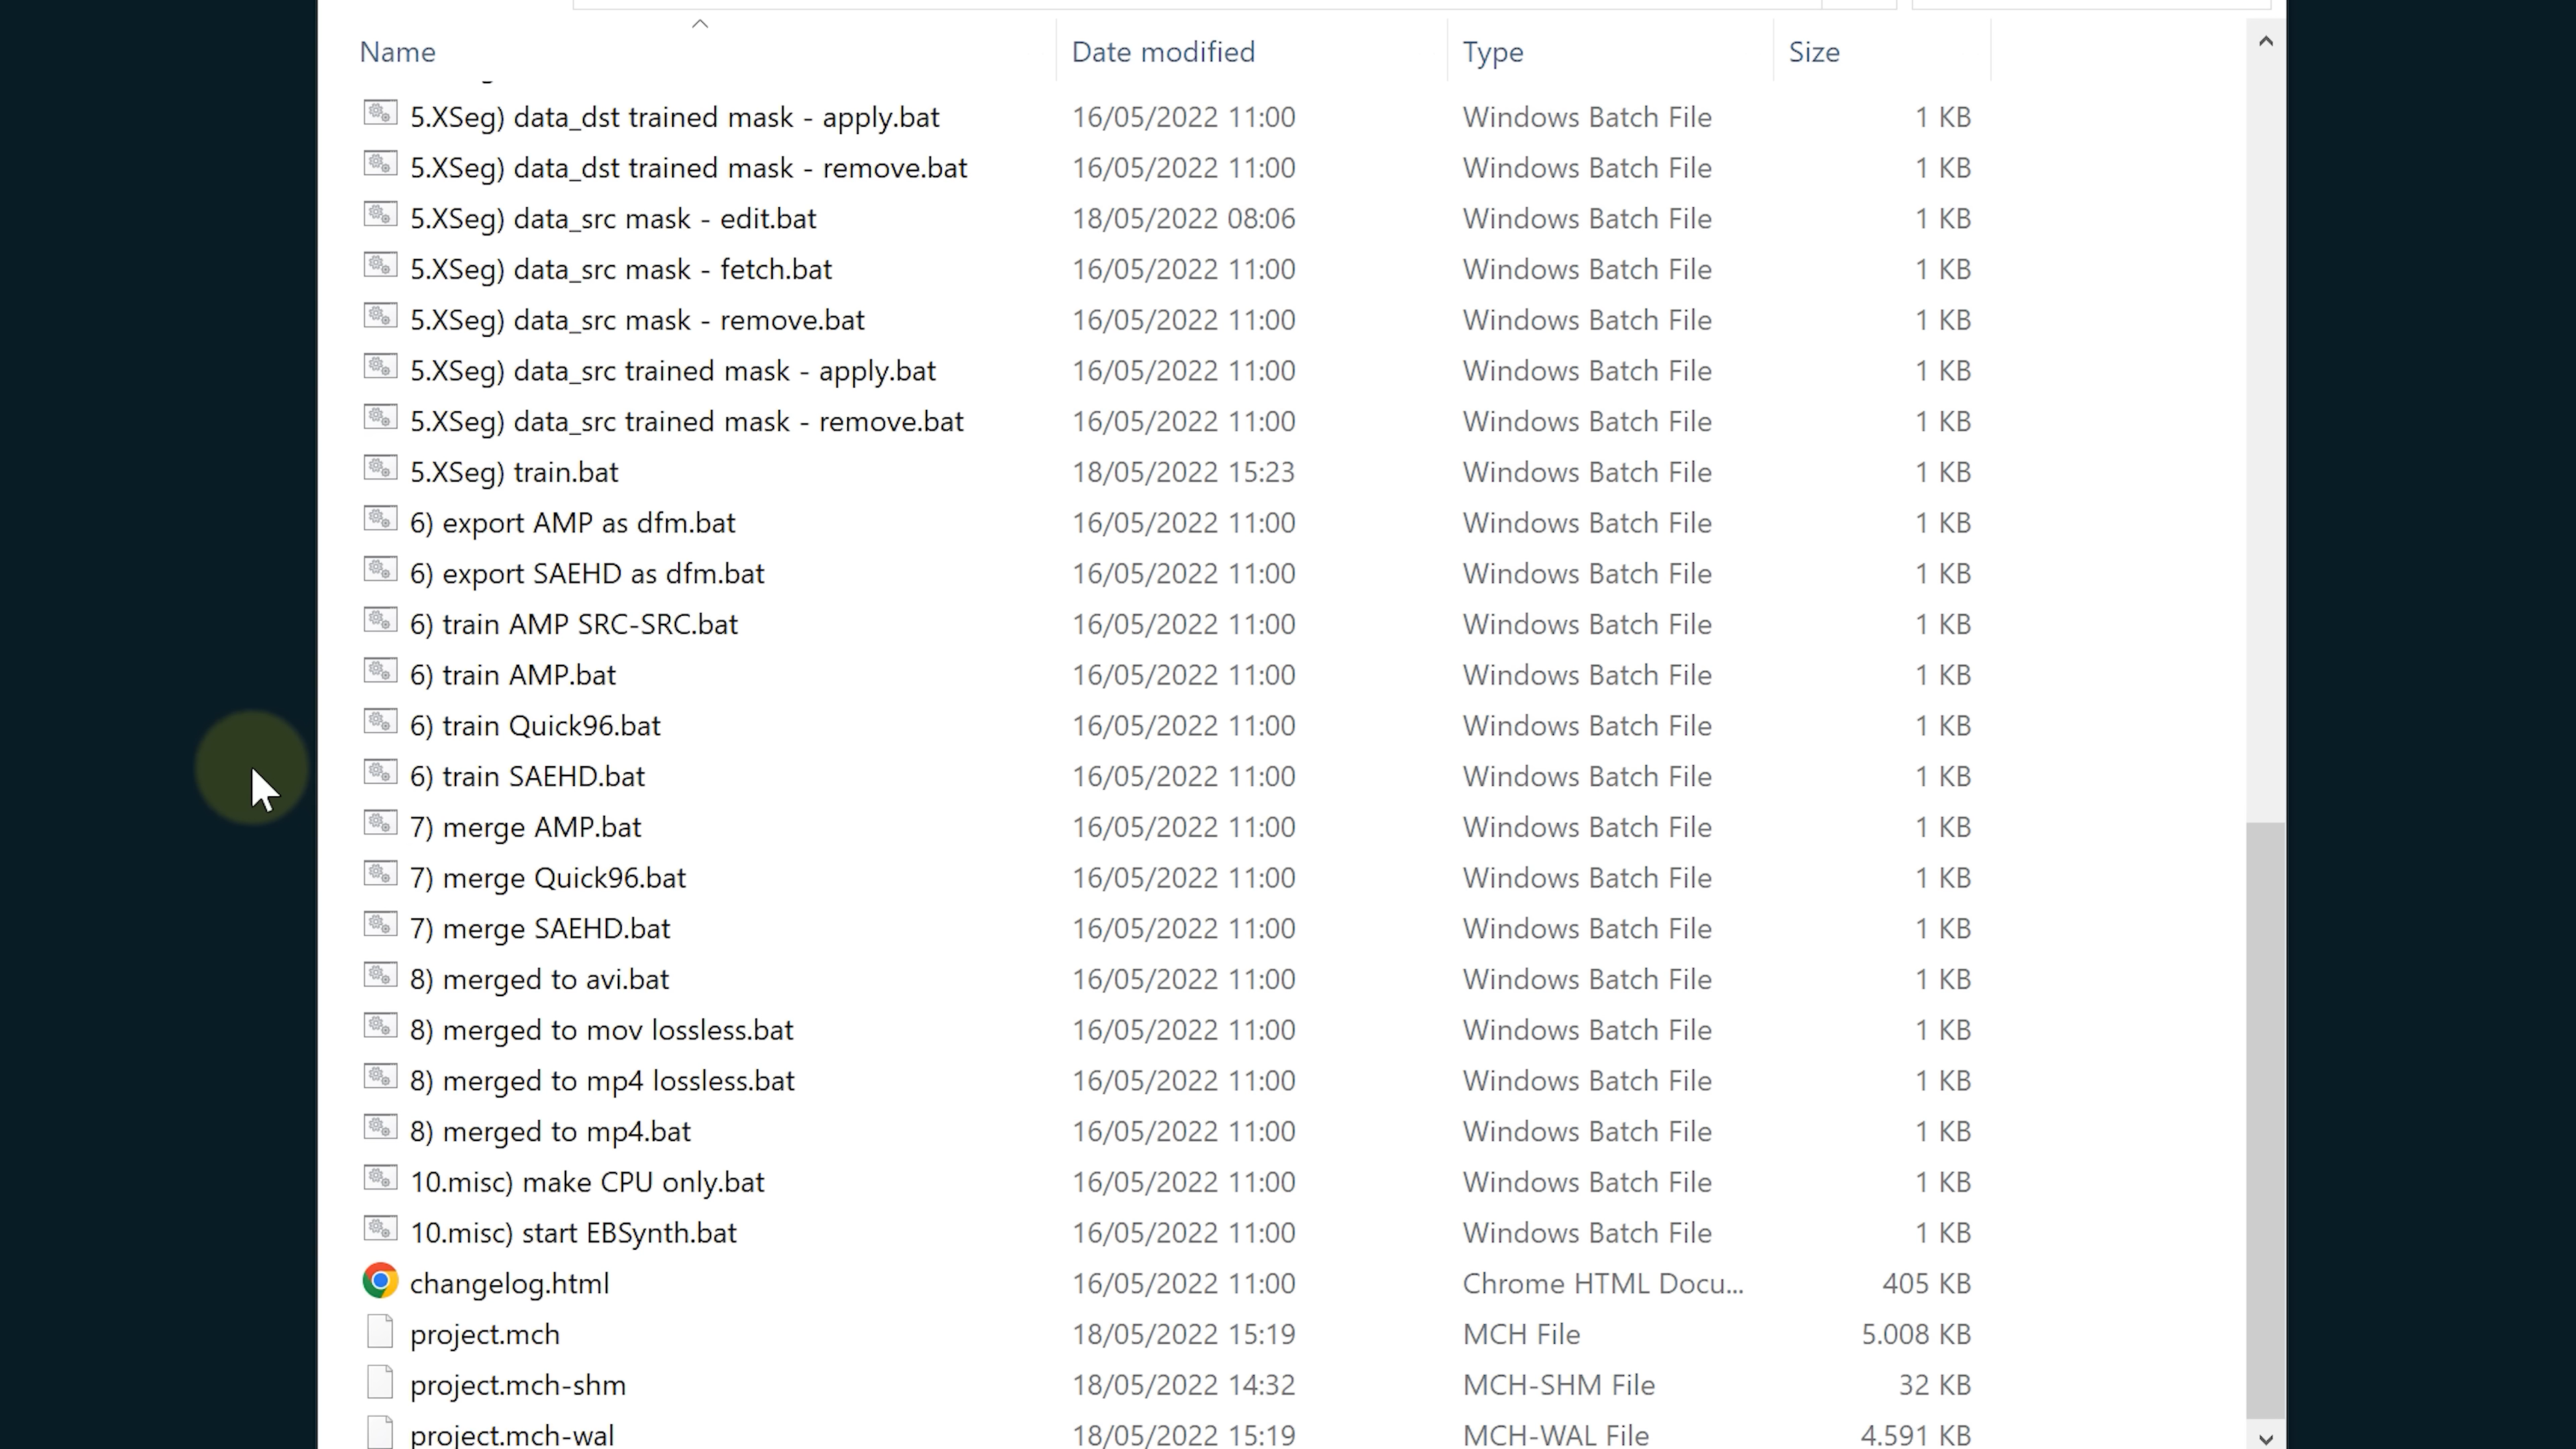 Name Date modified Type Size
5.XSeg) data_dst trained mask - apply.bat 16/05/2022 11:00 Windows Batch File 1 KB
5.XSeg) data_dst trained mask - remove.bat 16/05/2022 11:00 Windows Batch File 1 KB
5.XSeg) data_src mask - edit.bat 18/05/2022 08:06 Windows Batch File 1 KB
5.XSeg) data_src mask - fetch.bat 16/05/2022 11:00 Windows Batch File 1 KB
5.XSeg) data_src mask - remove.bat 16/05/2022 11:00 Windows Batch File 1 KB
5.XSeg) data_src trained mask - apply.bat 16/05/2022 11:00 Windows Batch File 1 KB
5.XSeg) data_src trained mask - remove.bat 16/05/2022 11:00 Windows Batch File 1 KB
5.XSeg) train.bat 18/05/2022 15:23 Windows Batch File 1 KB
6) export AMP as dfm.bat 16/05/2022 11:00 Windows Batch File 1 KB
6) export SAEHD as dfm.bat 16/05/2022 11:00 Windows Batch File 1 KB
6) train AMP SRC-SRC.bat 16/05/2022 11:00 Windows Batch File 1 KB
6) train AMP.bat 16/05/2022 11:00 Windows Batch File 1 KB
6) train Quick96.bat 16/05/2022 11:00 Windows Batch File 1 KB
6) train SAEHD.bat 16/05/2022 11:00 Windows Batch File 1 KB
7) merge AMP.bat 16/05/2022 11:00 Windows Batch File 1 KB
7) merge Quick96.bat 16/05/2022 11:00 Windows Batch File 1 KB
7) merge SAEHD.bat 16/05/2022 11:00 Windows Batch File 1 KB
8) merged to avi.bat 16/05/2022 11:00 Windows Batch File 1 KB
8) merged to mov lossless.bat 16/05/2022 11:00 Windows Batch File 1 KB
8) merged to mp4 lossless.bat 16/05/2022 11:00 Windows Batch File 1 KB
8) merged to mp4.bat 16/05/2022 11:00 Windows Batch File 1 KB
10.misc) make CPU only.bat 16/05/2022 11:00 Windows Batch File 1 KB
10.misc) start EBSynth.bat 16/05/2022 11:00 Windows Batch File 1 KB
changelog.html 16/05/2022 11:00 Chrome HTML Docu... 405 KB
project.mch 18/05/2022 15:19 MCH File 5.008 KB
project.mch-shm 18/05/2022 14:32 MCH-SHM File 32 KB
project.mch-wal 18/05/2022 15:19 MCH-WAL File 4.591 KB